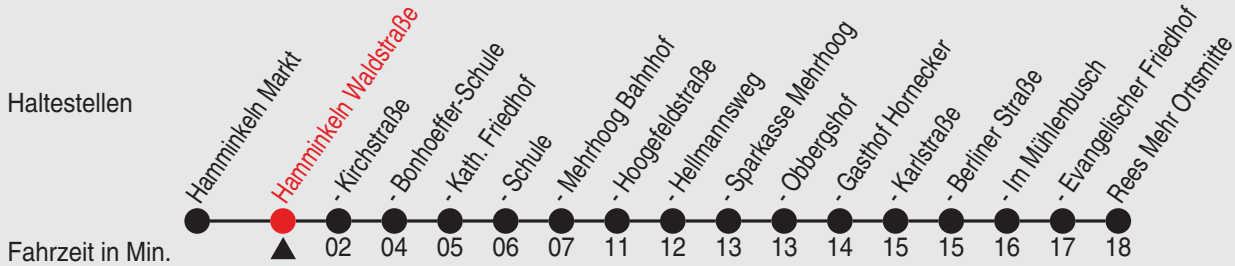 Haltestellen
Hamminkeln Markt
Hamminkeln Waldstraße
- Kirchstraße
- Bonhoeffer-Schule
- Kath. Friedhof
- Schule
- Mehrhoog Bahnhof
- Hoogefeldstraße
- Hellmannsweg
- Sparkasse Mehrhoog
- Obbergshof
- Gasthof Hornecker
- Karlstraße
- Berliner Straße
- Im Mühlenbusch
- Evangelischer Friedhof
Rees Mehr Ortsmitte
Fahrzeit in Min. 02 04 05 06 07 11 12 13 13 14 15 15 16 17 18